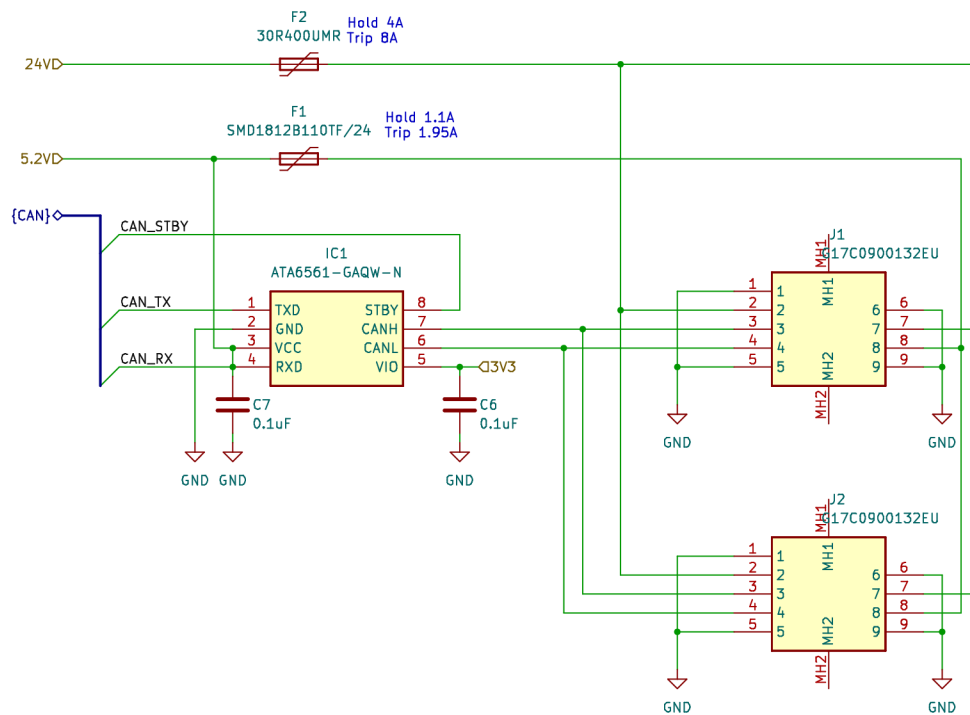 F2
30R400UMR
Hold 4A
Trip 8A
24V
F1
SMD1812B110TF/24
Hold 1.1A
Trip 1.95A
5.2V
{CAN}
CAN_STBY
CAN_TX
CAN_RX
IC1
ATA6561-GAQW-N
1 TXD STBY 8
2 GND CANH 7
3 VCC CANL 6
4 RXD VIO 5
3V3
C7
0.1uF
C6
0.1uF
GND
GND
GND
J1
G17C0900132EU
MH1
MH1
1 1
2 2 6 6
3 3 7 7
4 4 8 8
5 5 9 9
MH2
MH2
GND
GND
J2
G17C0900132EU
MH1
MH1
1 1
2 2 6 6
3 3 7 7
4 4 8 8
5 5 9 9
MH2
MH2
GND
GND